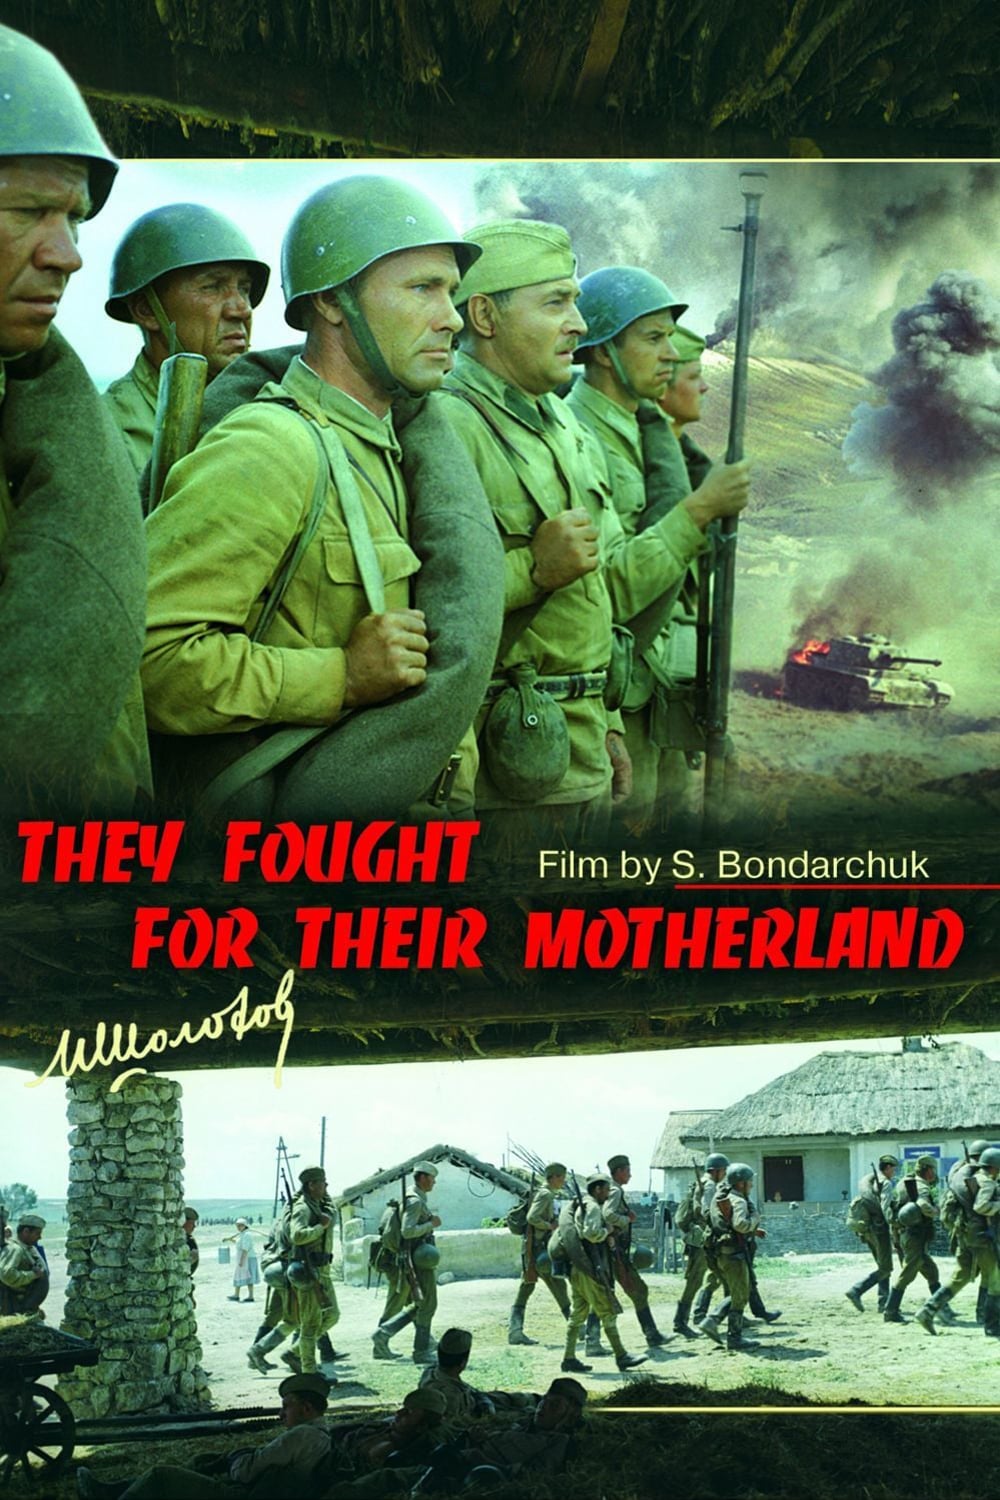 THEY FOUGHT
Film by S. Bondarchuk
FOR THEIR MOTHERLAND
МШолохов